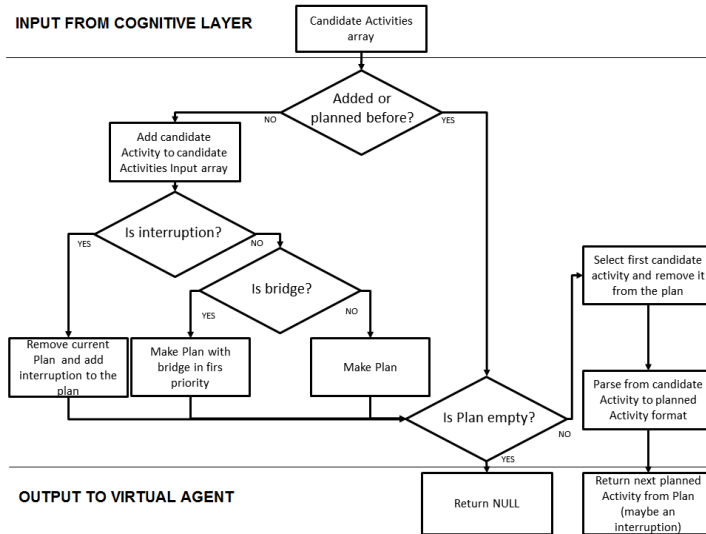 INPUT FROM COGNITIVE LAYER
Candidate Activities
array
Added or
planned before?
NO
YES
Add candidate
Activity to candidate
Activities Input array
Is interruption?
YES
NO
Is bridge?
YES
NO
Select first candidate
activity and remove it
from the plan
Remove current
Plan and add
interruption to the
plan
Make Plan with
bridge in firs
priority
Make Plan
Is Plan empty?
NO
YES
Parse from candidate
Activity to planned
Activity format
OUTPUT TO VIRTUAL AGENT
Return NULL
Return next planned
Activity from Plan
(maybe an
interruption)